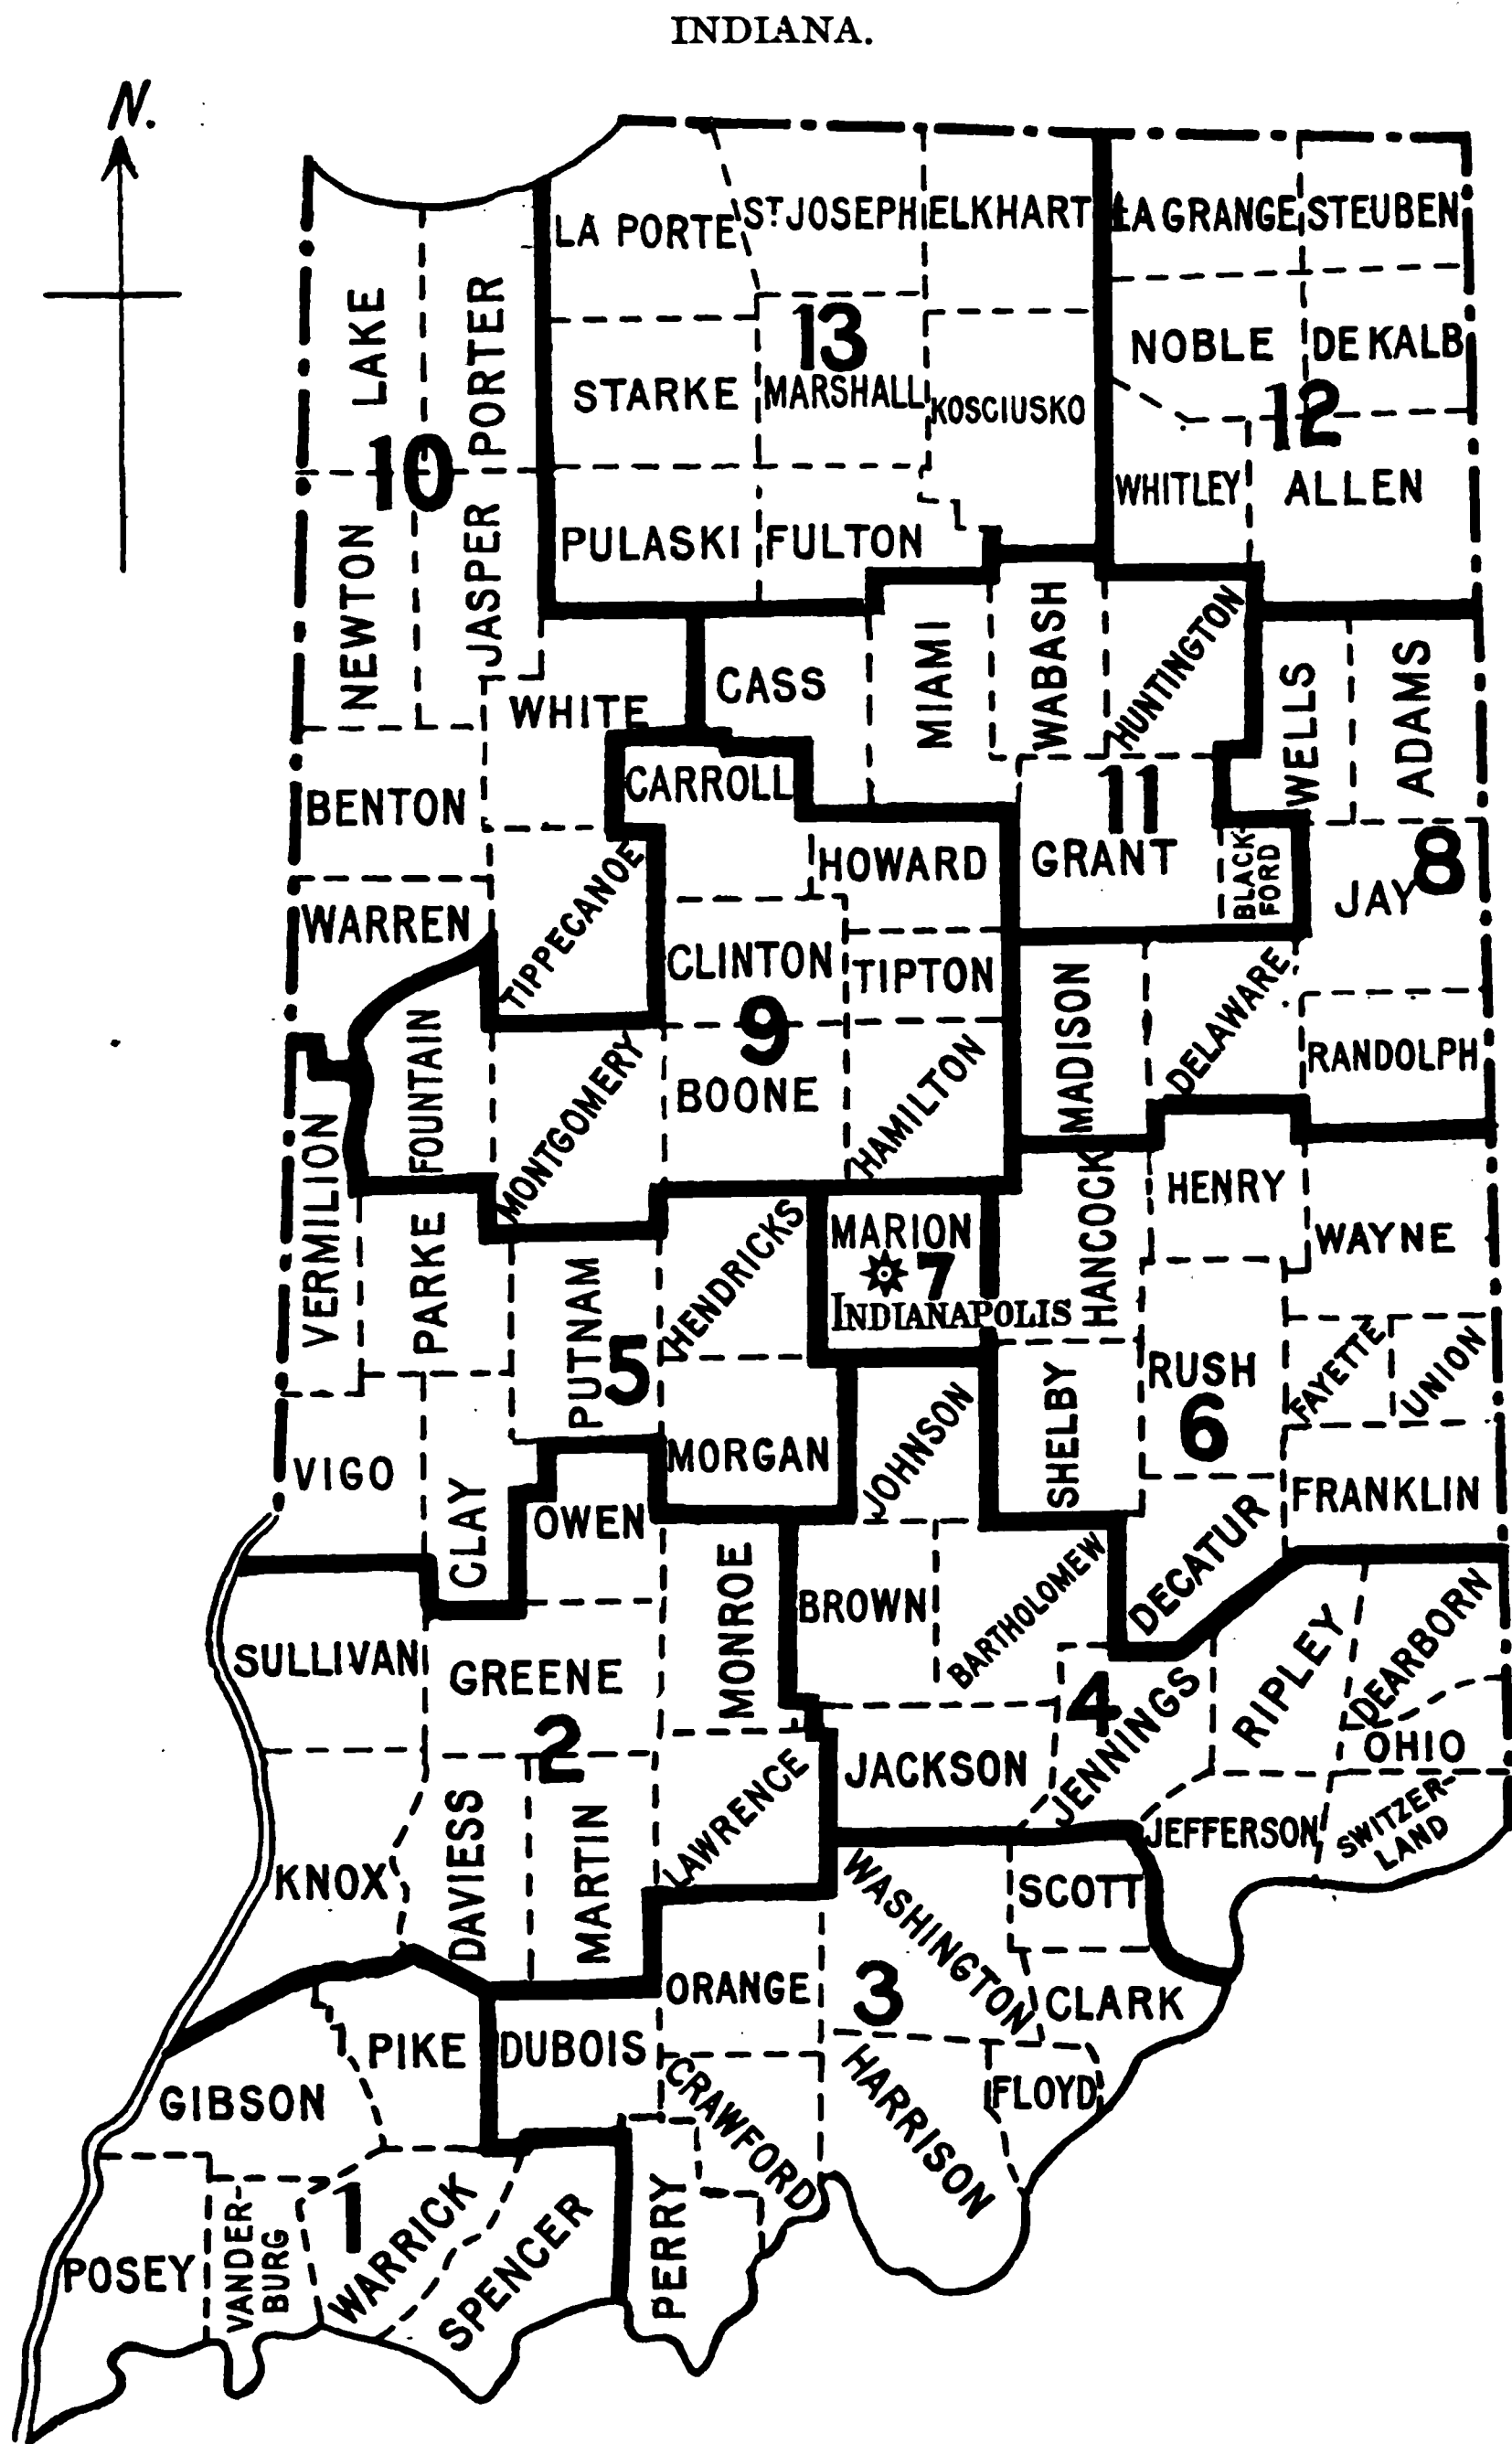 INDIANA.
N.
LA PORTE
ST JOSEPH
ELKHART
LAGRANGE
STEUBEN
LAKE
PORTER
13
NOBLE
DE KALB
STARKE
MARSHALL
KOSCIUSKO
12
10
WHITLEY
ALLEN
NEWTON
JASPER
PULASKI
FULTON
WHITE
CASS
MIAMI
WABASH
HUNTINGTON
WELLS
ADAMS
BENTON
CARROLL
11
HOWARD
GRANT
BLACK-
FORD
8
JAY
WARREN
TIPPECANOE
CLINTON
TIPTON
9
MADISON
DELAWARE
RANDOLPH
FOUNTAIN
MONTGOMERY
BOONE
HAMILTON
VERMILION
PARKE
HENDRICKS
MARION
7
INDIANAPOLIS
HANCOCK
HENRY
WAYNE
PUTNAM
5
RUSH
6
FAYETTE
UNION
VIGO
CLAY
MORGAN
JOHNSON
SHELBY
FRANKLIN
OWEN
MONROE
BROWN
BARTHOLOMEW
DECATUR
SULLIVAN
GREENE
4
JENNINGS
RIPLEY
DEARBORN
OHIO
2
JACKSON
LAWRENCE
JEFFERSON
SWITZER-
LAND
KNOX
DAVIESS
MARTIN
WASHINGTON
SCOTT
ORANGE
3
CLARK
PIKE
DUBOIS
GIBSON
CRAWFORD
HARRISON
FLOYD
1
POSEY
VANDER-
BURG
WARRICK
SPENCER
PERRY